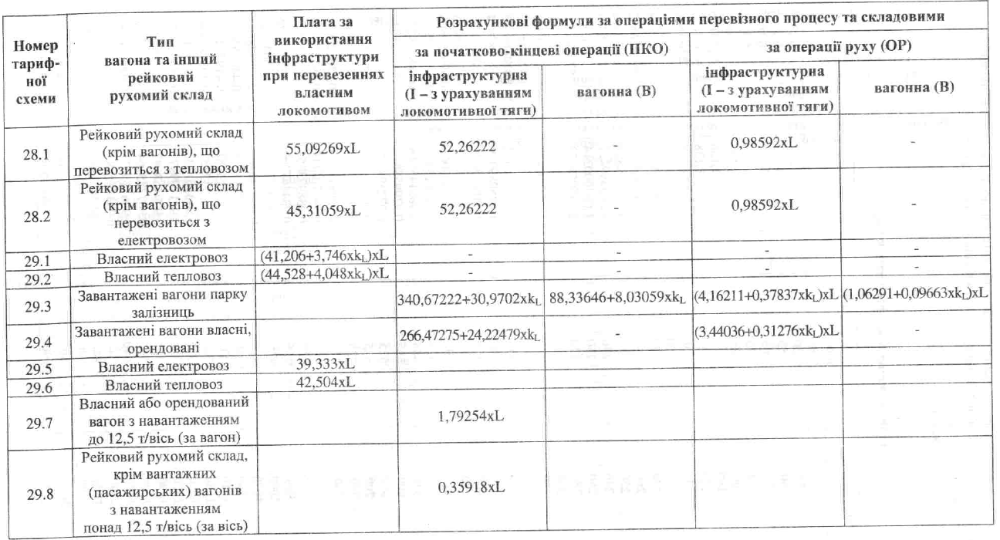 Номер
тариф-
ної
схеми
Тип
вагона та інший
рейковий
рухомий склад
Плата за
використання
інфраструктури
при перевезеннях
власним
локомотивом
Розрахункові формули за операціями перевізного процесу та складовими
за початково-кінцеві операції (ПКО)
за операції руху (ОР)
інфраструктурна
(І – з урахуванням
локомотивної тяги)
вагонна (В)
інфраструктурна
(І – з урахуванням
локомотивної тяги)
вагонна (В)
28.1
Рейковий рухомий склад
(крім вагонів), що
перевозиться з тепловозом
55,09269xL
52,26222
-
0,98592xL
-
28.2
Рейковий рухомий склад
(крім вагонів), що
перевозиться з
електровозом
45,31059xL
52,26222
-
0,98592xL
-
29.1
Власний електровоз
(41,206+3,746xkL)xL
-
-
-
-
29.2
Власний тепловоз
(44,528+4,048xkL)xL
-
-
-
-
29.3
Завантажені вагони парку
залізниць
340,67222+30,9702xkL
88,33646+8,03059xkL
(4,16211+0,37837xkL)xL
(1,06291+0,09663xkL)xL
29.4
Завантажені вагони власні,
орендовані
266,47275+24,22479xkL
-
(3,44036+0,31276xkL)xL
-
29.5
Власний електровоз
39,333xL
29.6
Власний тепловоз
42,504xL
29.7
Власний або орендований
вагон з навантаженням
до 12,5 т/вісь (за вагон)
1,79254xL
29.8
Рейковий рухомий склад,
крім вантажних
(пасажирських) вагонів
з навантаженням
понад 12,5 т/вісь (за вісь)
0,35918xL